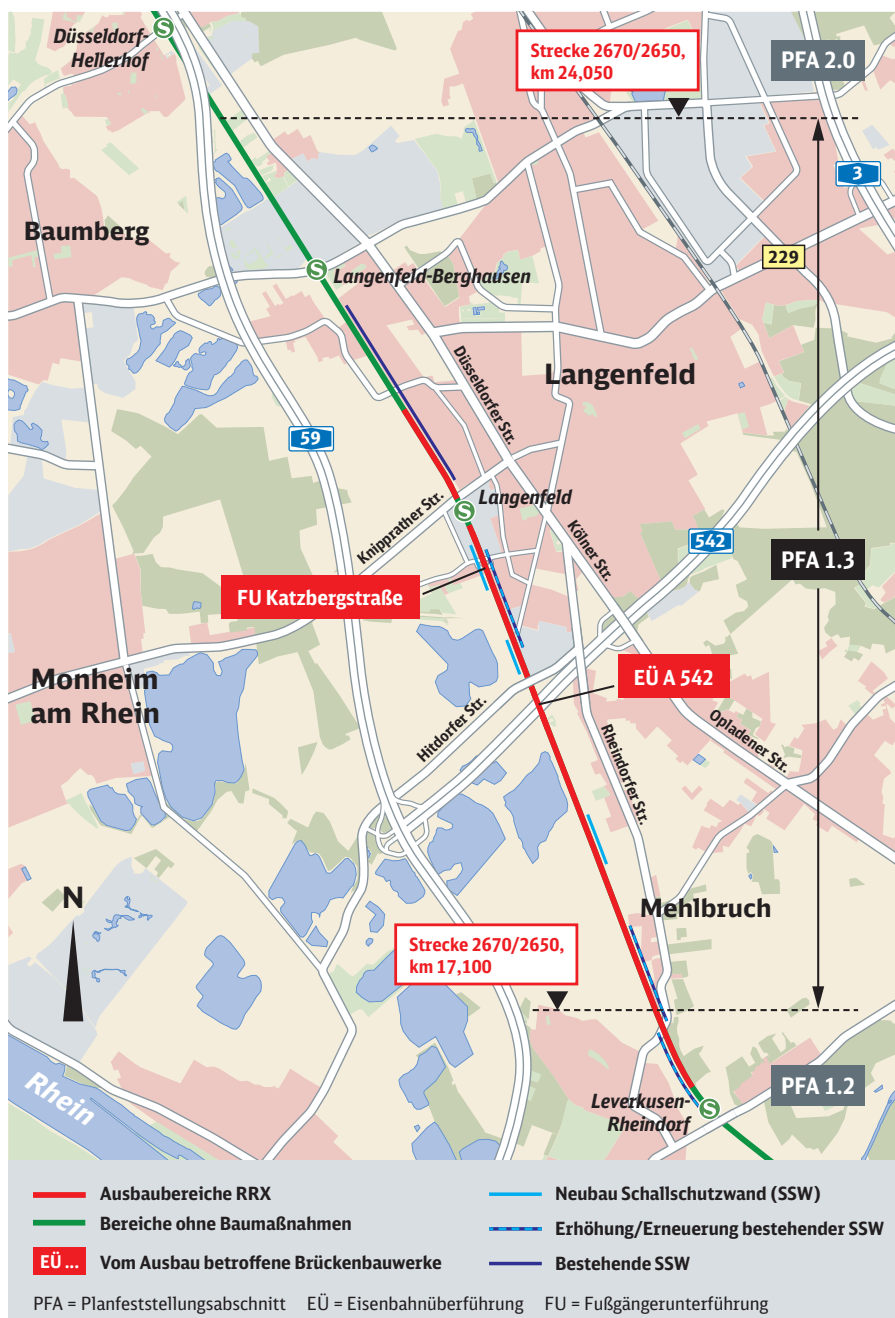 Düsseldorf-
Hellerhof
S
Strecke 2670/2650,
km 24,050
PFA 2.0
3
Baumberg
229
S
Langenfeld-Berghausen
Düsseldorfer Str.
Langenfeld
59
Knipprather Str.
S
Langenfeld
Kölner Str.
542
PFA 1.3
FU Katzbergstraße
Monheim
am Rhein
EÜ A 542
Hitdorfer Str.
Rheindorfer Str.
Opladener Str.
N
Mehlbruch
Strecke 2670/2650,
km 17,100
Rhein
Leverkusen-
Rheindorf
S
PFA 1.2
Ausbaubereiche RRX
Bereiche ohne Baumaßnahmen
EÜ ... Vom Ausbau betroffene Brückenbauwerke
Neubau Schallschutzwand (SSW)
Erhöhung/Erneuerung bestehender SSW
Bestehende SSW
PFA = Planfeststellungsabschnitt EÜ = Eisenbahnüberführung FU = Fußgängerunterführung